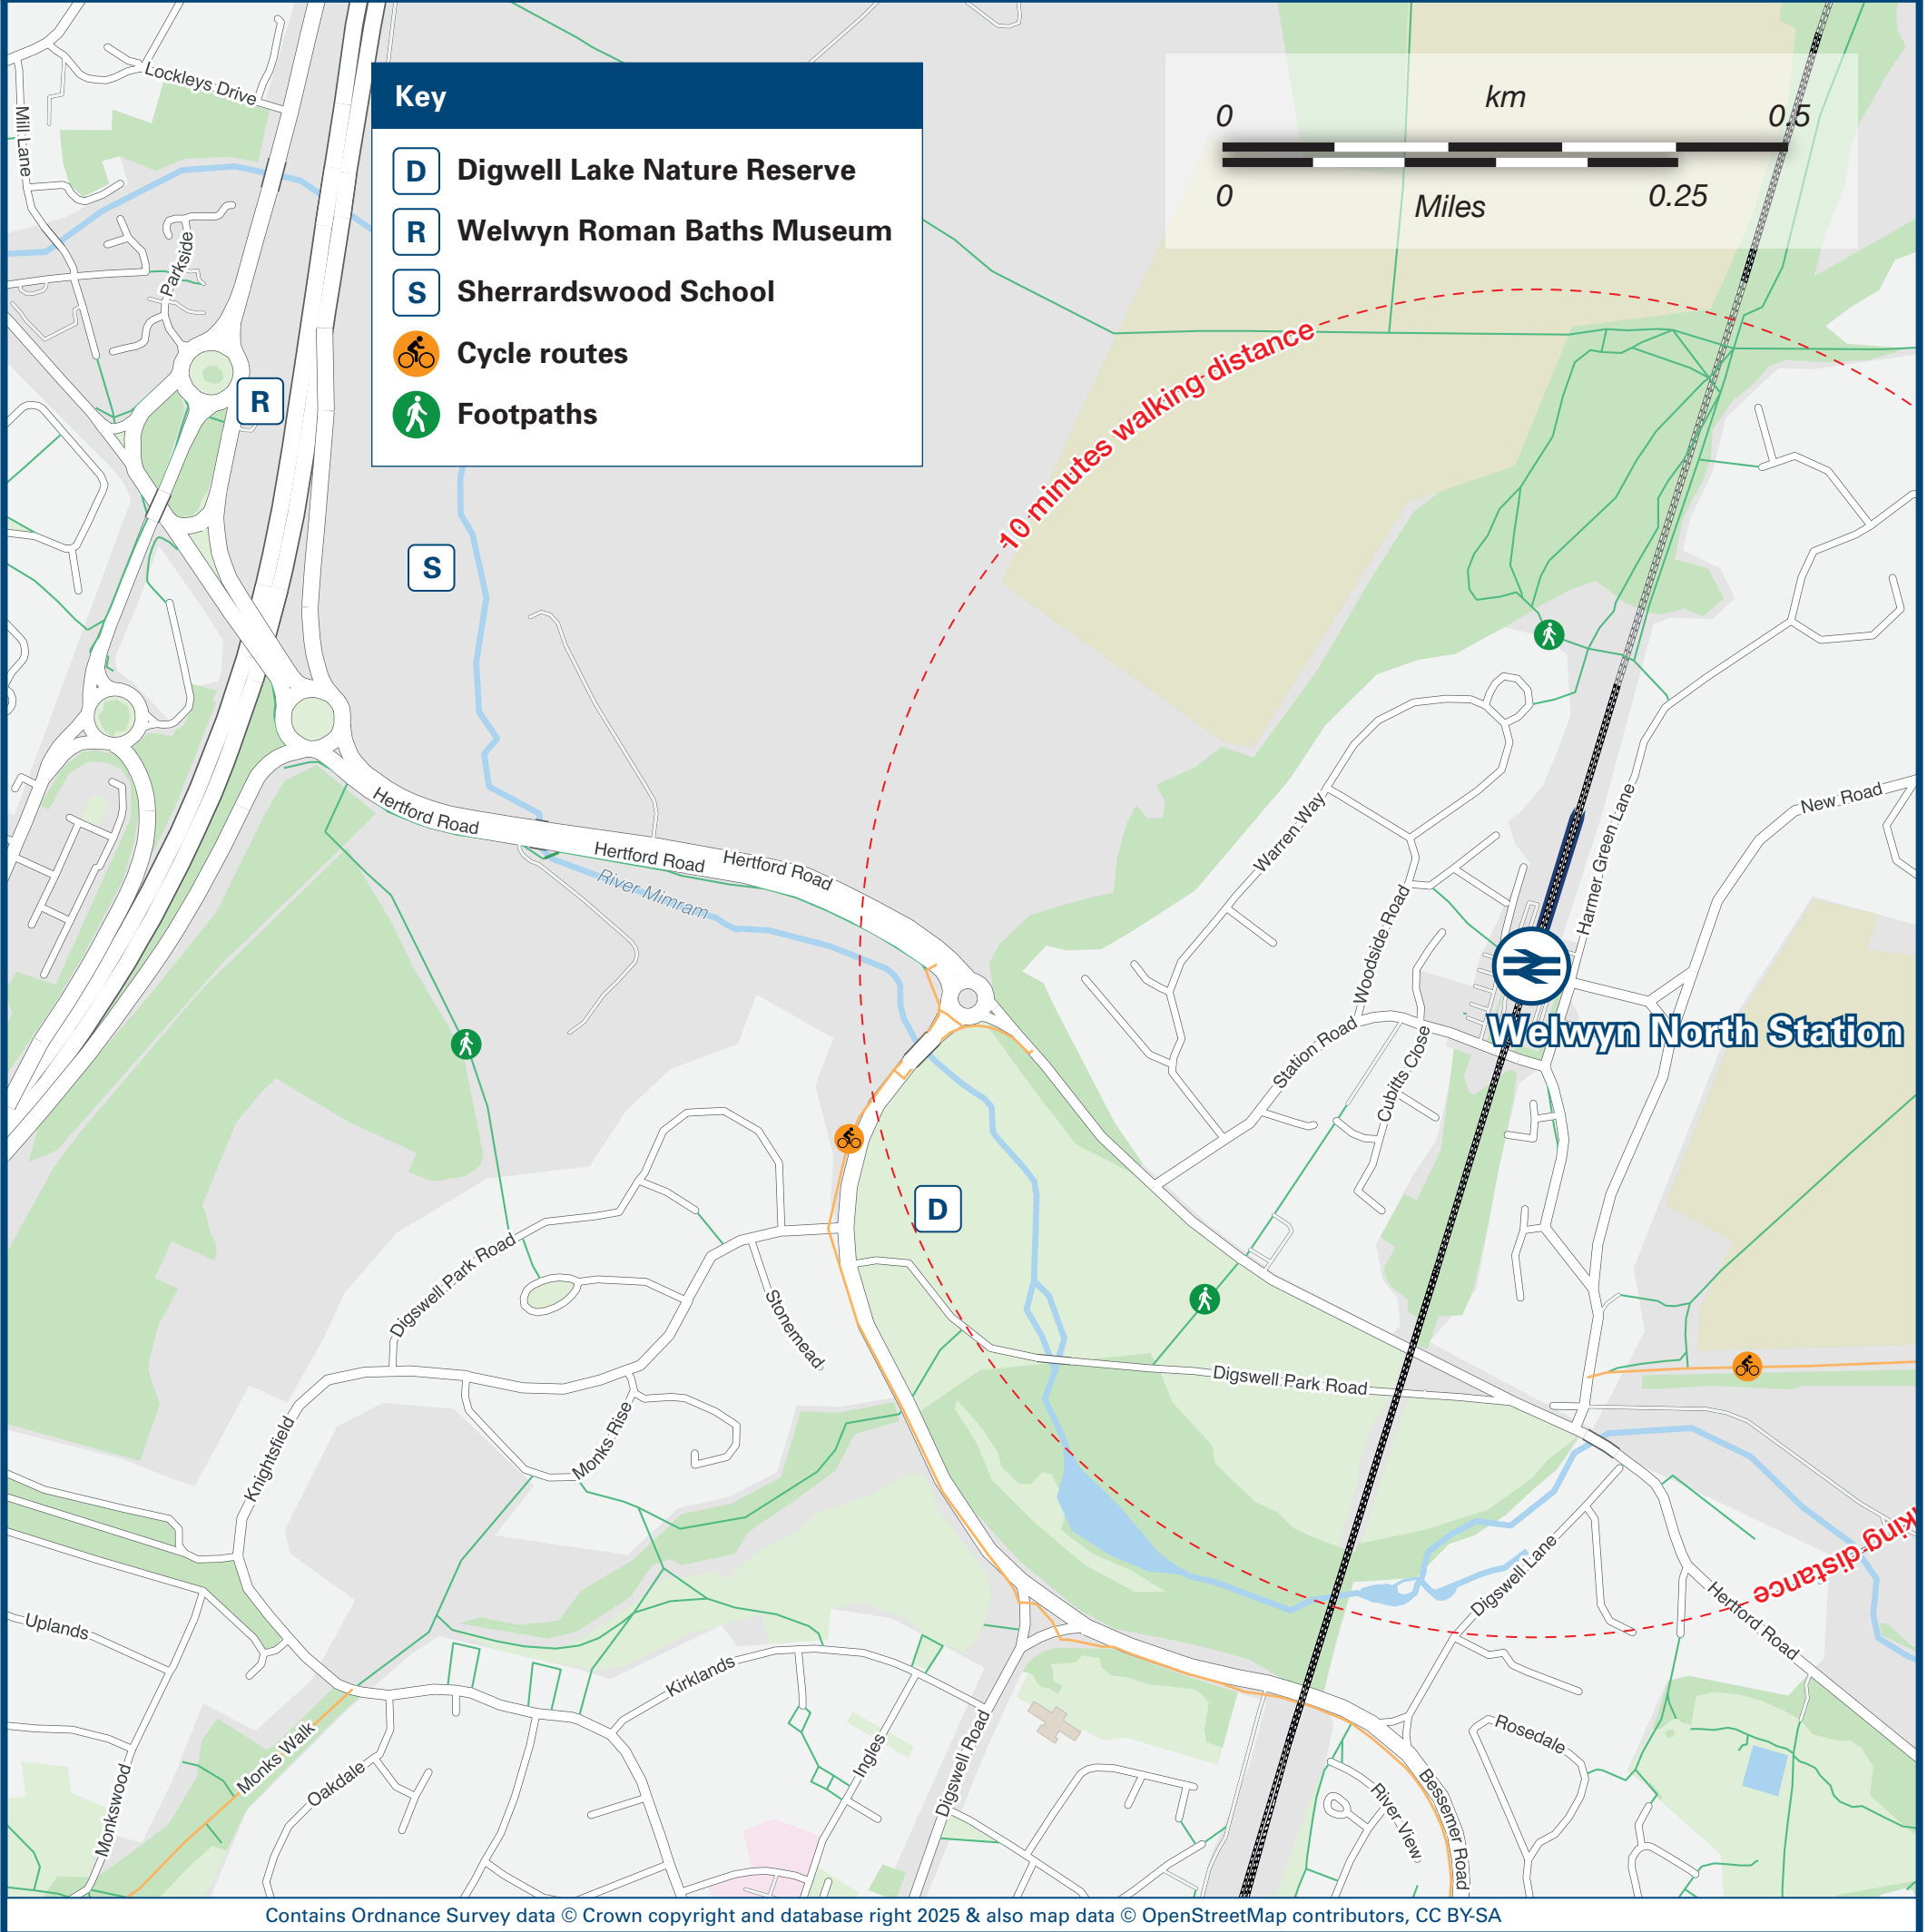 Lockleys Drive
Mill Lane
Parkside
Key
D Digwell Lake Nature Reserve
R Welwyn Roman Baths Museum
S Sherrardswood School
Cycle routes
Footpaths
km
0 0.5
0 0.25
Miles
10 minutes walking distance
R
S
Hertford Road
Hertford Road
Hertford Road
River Mimram
Warren Way
Woodside Road
Harmer Green Lane
New Road
Welwyn North Station
Station Road
Cubitts Close
D
Digswell Park Road
Stonemead
Digswell Park Road
Knightsfield
Monks Rise
king distance
Digswell Lane
Hertford Road
Uplands
Kirklands
Monks Walk
Oakdale
Monkswood
Ingles
Digswell Road
Rosedale
River View
Bessemer Road
Contains Ordnance Survey data © Crown copyright and database right 2025 & also map data © OpenStreetMap contributors, CC BY-SA